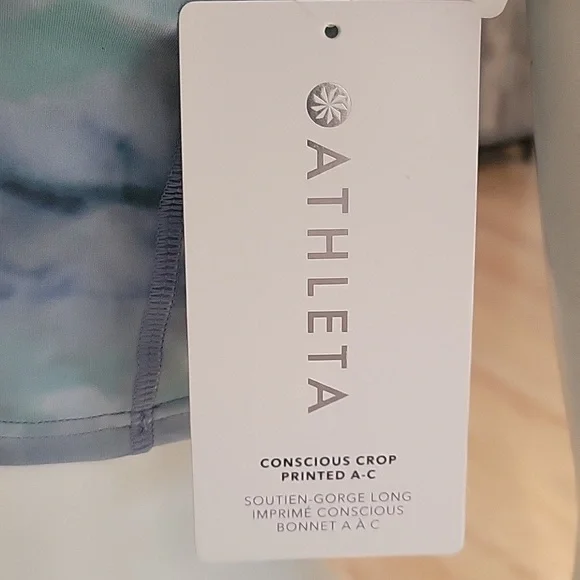 ATHLETA
CONSCIOUS CROP
PRINTED A-C
SOUTIEN-GORGE LONG
IMPRIMÉ CONSCIOUS
BONNET A À C